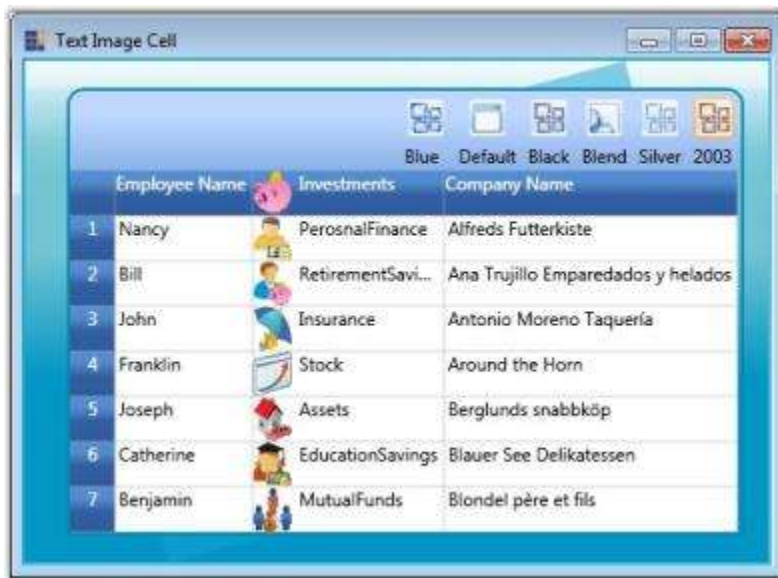 Text Image Cell
Blue Default Black Blend Silver 2003
Employee Name Investments Company Name
1 Nancy PerosnalFinance Alfreds Futterkiste
2 Bill RetirementSavi... Ana Trujillo Emparedados y helados
3 John Insurance Antonio Moreno Taquería
4 Franklin Stock Around the Horn
5 Joseph Assets Berglunds snabbköp
6 Catherine EducationSavings Blauer See Delikatessen
7 Benjamin MutualFunds Blondel père et fils